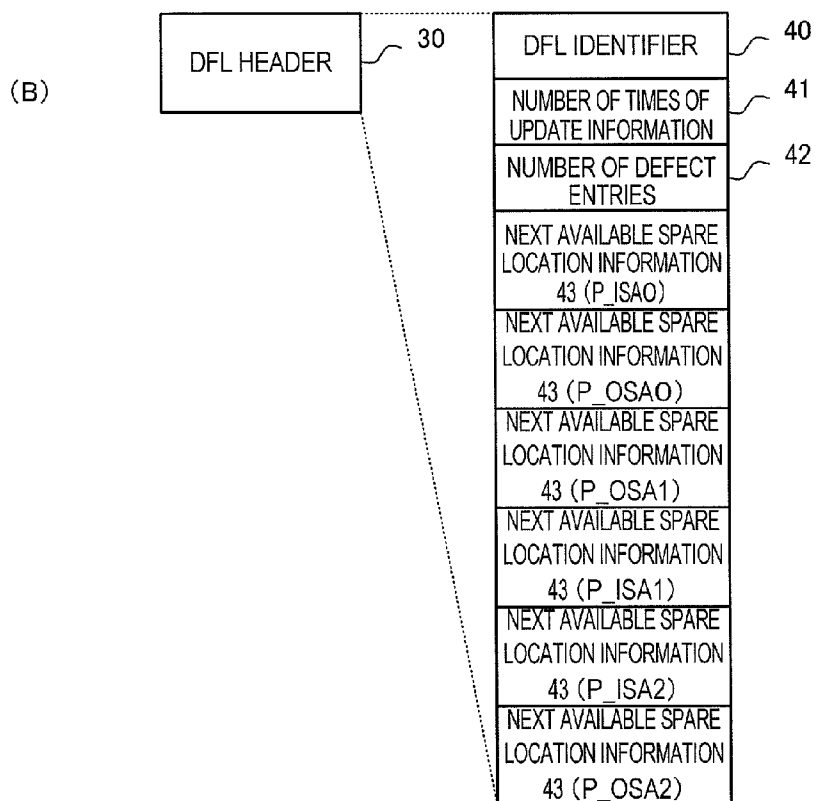 (B)
DFL HEADER
30
DFL IDENTIFIER
40
NUMBER OF TIMES OF
UPDATE INFORMATION
41
NUMBER OF DEFECT
ENTRIES
42
NEXT AVAILABLE SPARE
LOCATION INFORMATION
43 (P_ISA0)
NEXT AVAILABLE SPARE
LOCATION INFORMATION
43 (P_OSA0)
NEXT AVAILABLE SPARE
LOCATION INFORMATION
43 (P_OSA1)
NEXT AVAILABLE SPARE
LOCATION INFORMATION
43 (P_ISA1)
NEXT AVAILABLE SPARE
LOCATION INFORMATION
43 (P_ISA2)
NEXT AVAILABLE SPARE
LOCATION INFORMATION
43 (P_OSA2)